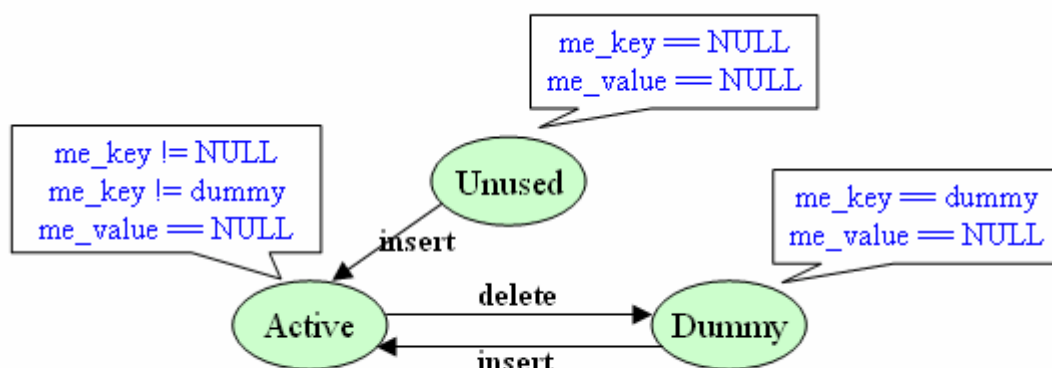 me_key == NULL
me_value == NULL
me_key != NULL
me_key != dummy
me_value == NULL
Unused
me_key == dummy
me_value == NULL
insert
delete
Active
Dummy
insert